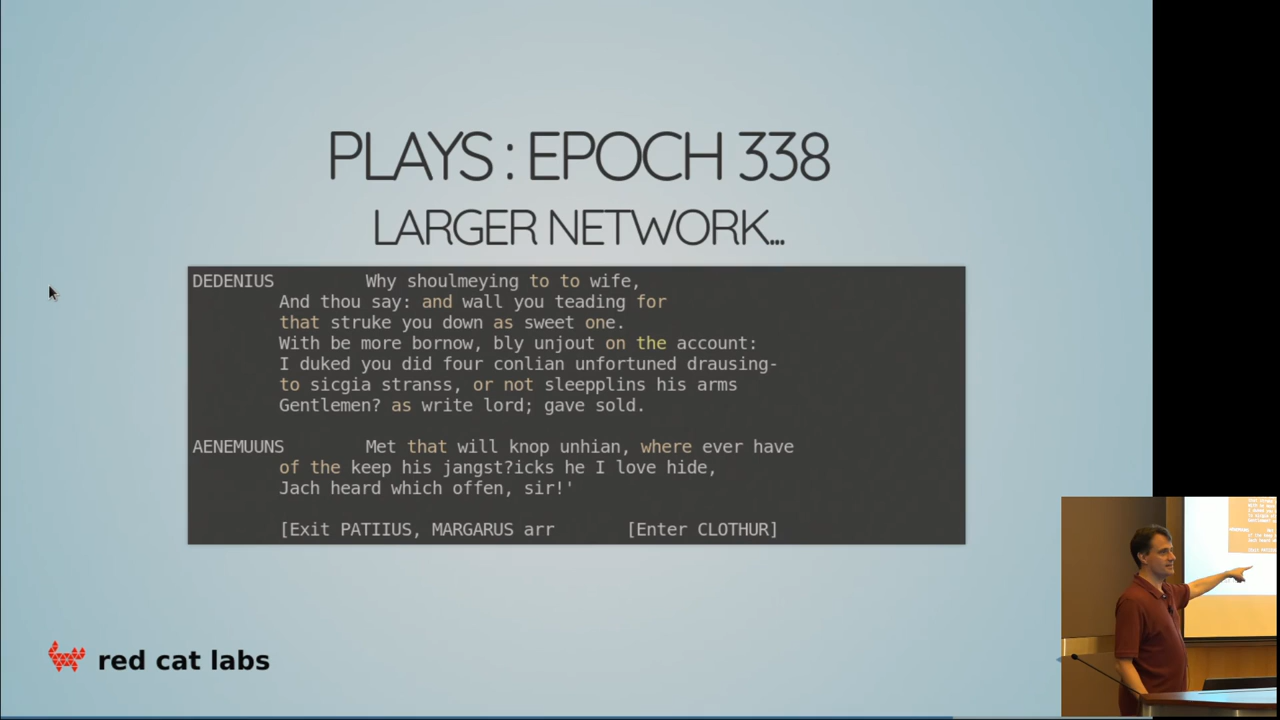 PLAYS : EPOCH 338
LARGER NETWORK...
DEDENIUS Why shoulmeying to to wife,
And thou say: and wall you teading for
that struke you down as sweet one.
With be more bornow, bly unjout on the account:
I duked you did four conlian unfortuned drausing-
to sicgia stranss, or not sleepplins his arms
Gentlemen? as write lord; gave sold.
AENEMUUNS Met that will knop unhian, where ever have
of the keep his jangst?icks he I love hide,
Jach heard which offen, sir!'
[Exit PATIIUS, MARGARUS arr [Enter CLOTHUR]
red cat labs